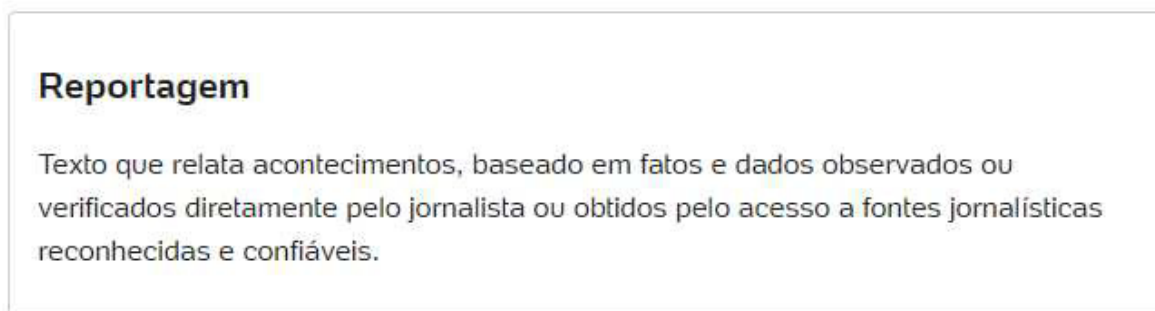 Reportagem
Texto que relata acontecimentos, baseado em fatos e dados observados ou
verificados diretamente pelo jornalista ou obtidos pelo acesso a fontes jornalísticas
reconhecidas e confiáveis.